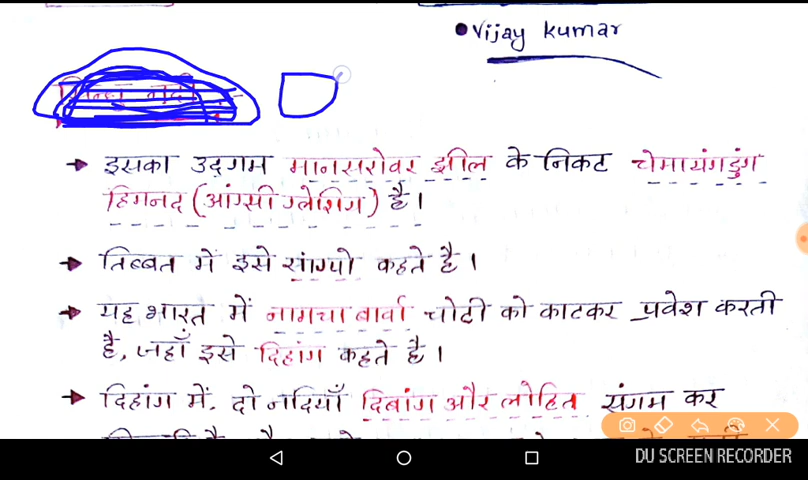 •Vijay kumar
→ इसका उद्गम मानसरोवर झील के निकट चेमायंगडुंग
हिमनद (आंग्सी ग्लेशियर) है।
→ तिब्बत में इसे सांग्पो कहते है।
→ यह भारत में नामचा बार्वा चोटी को काटकर प्रवेश करती
है, जहाँ इसे दिहांग कहते है।
→ दिहांग में, दो नदियाँ दिबांग और लोहित संगम कर
DU SCREEN RECORDER